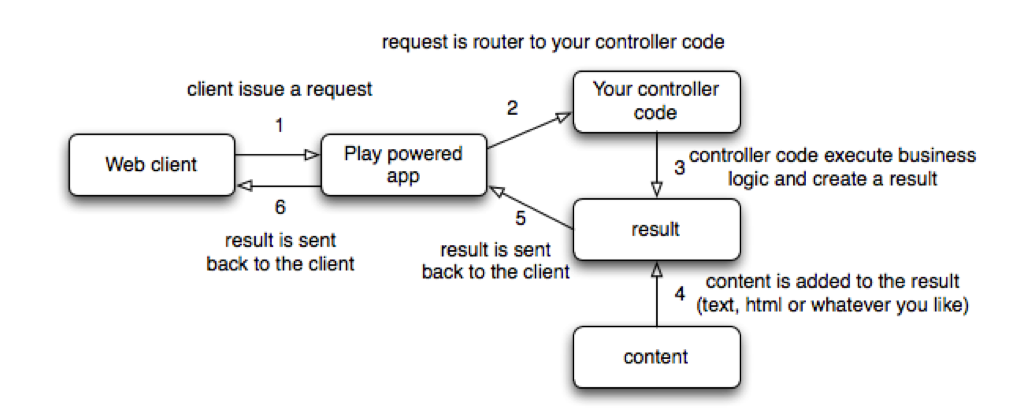 request is router to your controller code
client issue a request
1
2
Your controller
code
Web client
Play powered
app
3
controller code execute business
logic and create a result
6
result is sent
back to the client
5
result is sent
back to the client
result
4
content is added to the result
(text, html or whatever you like)
content